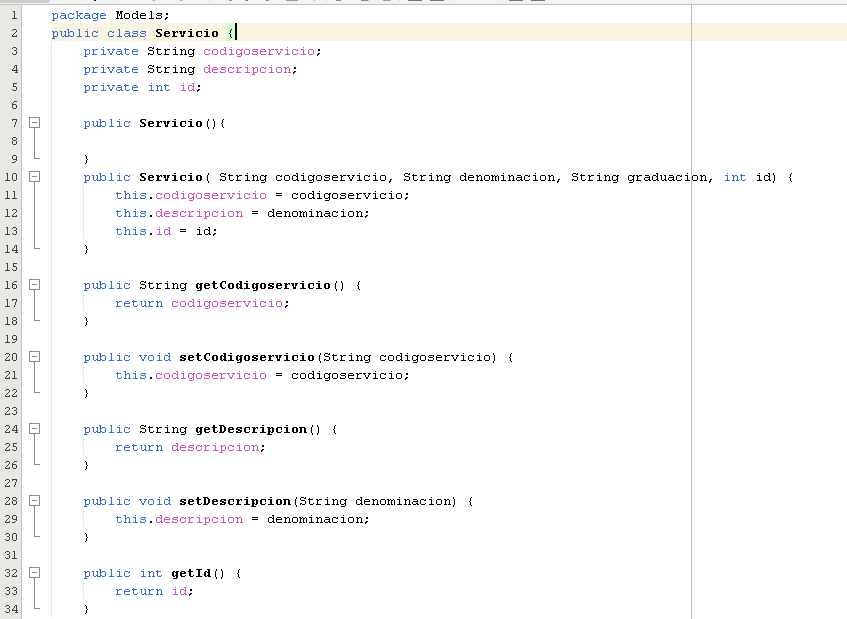 1 package Models;
2 public class Servicio {
3 private String codigoservicio;
4 private String descripcion;
5 private int id;
6
7 public Servicio(){
8
9 }
10 public Servicio( String codigoservicio, String denominacion, String graduacion, int id) {
11 this.codigoservicio = codigoservicio;
12 this.descripcion = denominacion;
13 this.id = id;
14 }
15
16 public String getCodigoservicio() {
17 return codigoservicio;
18 }
19
20 public void setCodigoservicio(String codigoservicio) {
21 this.codigoservicio = codigoservicio;
22 }
23
24 public String getDescripcion() {
25 return descripcion;
26 }
27
28 public void setDescripcion(String denominacion) {
29 this.descripcion = denominacion;
30 }
31
32 public int getId() {
33 return id;
34 }